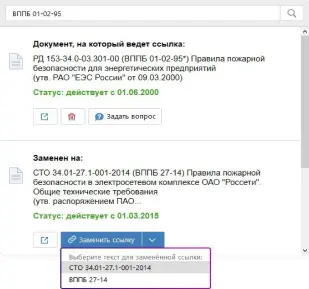 ВППБ 01-02-95
Документ, на который ведет ссылка:
РД 153-34.0-03.301-00 (ВППБ 01-02-95*) Правила пожарной
безопасности для энергетических предприятий
(утв. РАО "ЕЭС России" от 09.03.2000)
Статус: действует с 01.06.2000
Задать вопрос
Заменен на:
СТО 34.01-27.1-001-2014 (ВППБ 27-14) Правила пожарной
безопасности в электросетевом комплексе ОАО "Россети".
Общие технические требования
(утв. распоряжением ПАО...
Статус: действует с 01.03.2015
Заменить ссылку
Выберите текст для заменённой ссылки:
СТО 34.01-27.1-001-2014
ВППБ 27-14